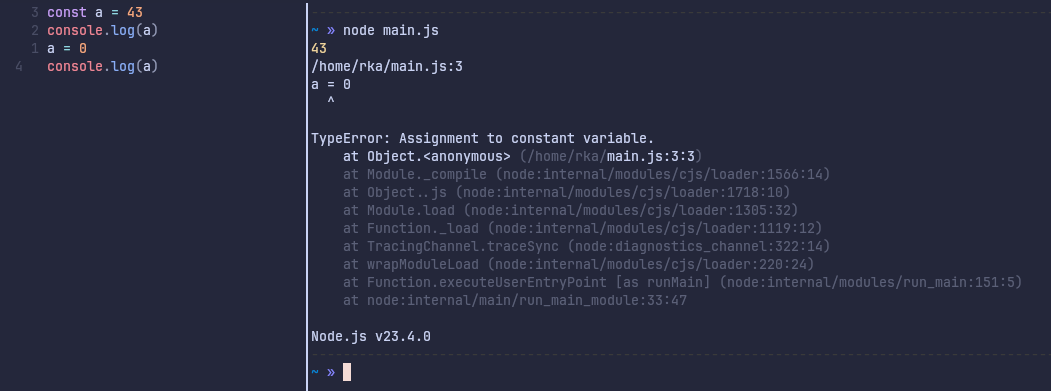 3 const a = 43
2 console.log(a)
1 a = 0
4 console.log(a)
~ » node main.js
43
/home/rka/main.js:3
a = 0
^
TypeError: Assignment to constant variable.
at Object.<anonymous> (/home/rka/main.js:3:3)
at Module._compile (node:internal/modules/cjs/loader:1566:14)
at Object..js (node:internal/modules/cjs/loader:1718:10)
at Module.load (node:internal/modules/cjs/loader:1305:32)
at Function._load (node:internal/modules/cjs/loader:1119:12)
at TracingChannel.traceSync (node:diagnostics_channel:322:14)
at wrapModuleLoad (node:internal/modules/cjs/loader:220:24)
at Function.executeUserEntryPoint [as runMain] (node:internal/modules/run_main:151:5)
at node:internal/main/run_main_module:33:47
Node.js v23.4.0
~ »